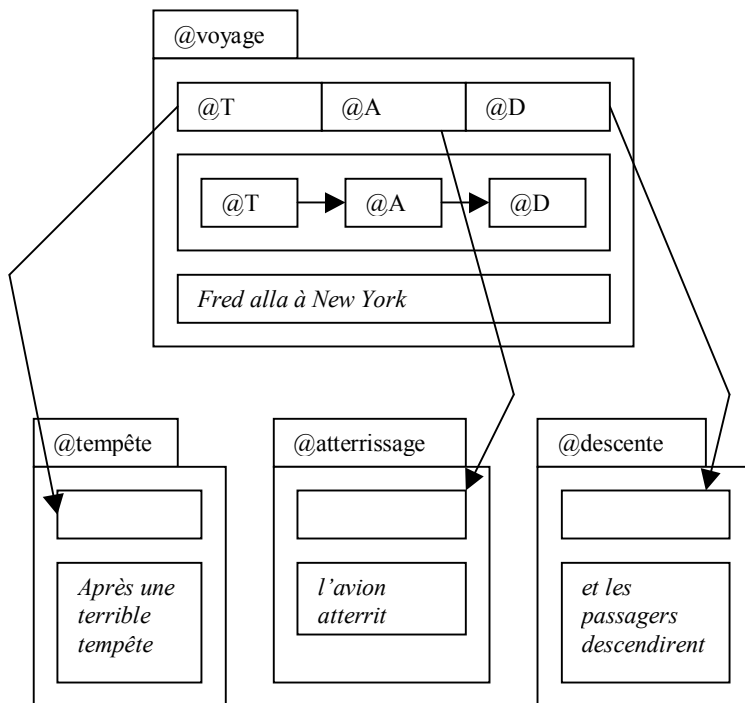 @voyage
@T @A @D
@T @A @D
Fred alla à New York
@tempête @atterrissage @descente
Après une
terrible
tempête
l’avion
atterrit
et les
passagers
descendirent